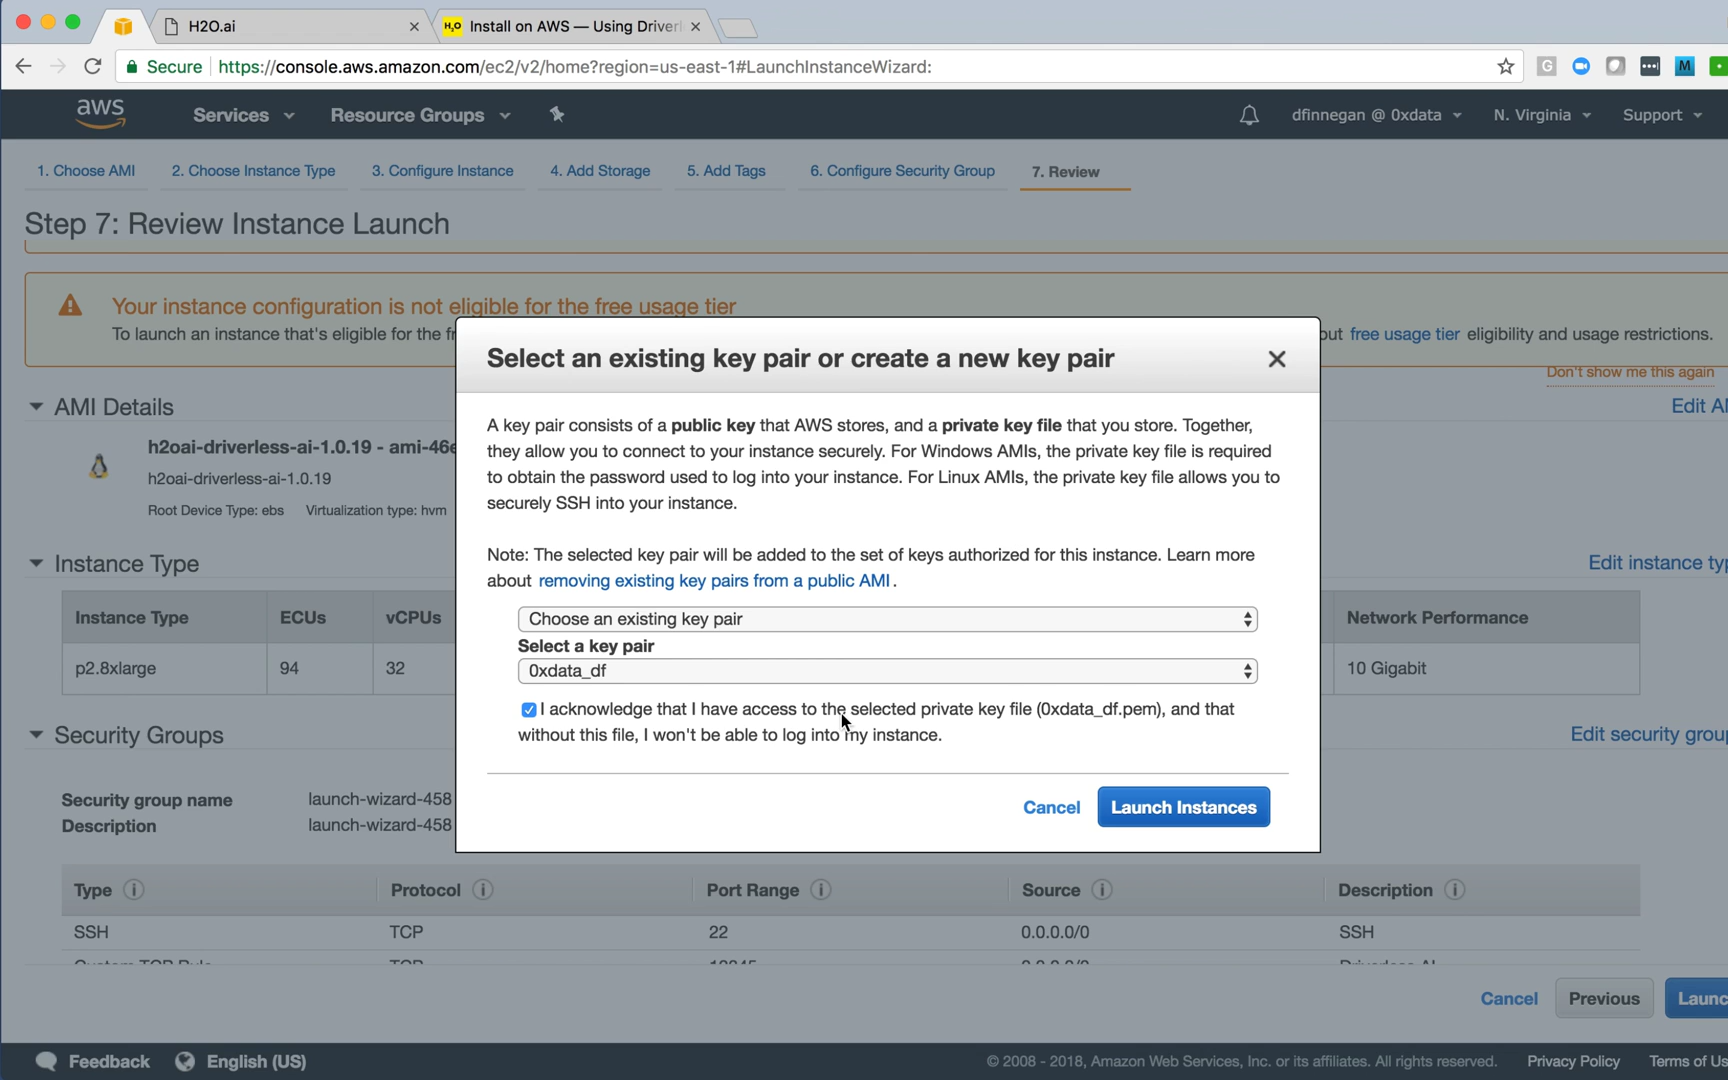 H2O.ai
H₂O Install on AWS — Using Driverl
Secure https://console.aws.amazon.com/ec2/v2/home?region=us-east-1#LaunchInstanceWizard:
G M
aws Services Resource Groups dfinnegan @ 0xdata N. Virginia Support
1. Choose AMI 2. Choose Instance Type 3. Configure Instance 4. Add Storage 5. Add Tags 6. Configure Security Group 7. Review
Step 7: Review Instance Launch
Your instance configuration is not eligible for the free usage tier
To launch an instance that's eligible for the fr
out free usage tier eligibility and usage restrictions.
Don't show me this again
AMI Details
Edit AM
h2oai-driverless-ai-1.0.19 - ami-46e
h2oai-driverless-ai-1.0.19
Root Device Type: ebs Virtualization type: hvm
Instance Type
Edit instance typ
Instance Type ECUs vCPUs Network Performance
p2.8xlarge 94 32 10 Gigabit
Security Groups
Edit security grou
Security group name launch-wizard-458
Description launch-wizard-458
Select an existing key pair or create a new key pair
A key pair consists of a public key that AWS stores, and a private key file that you store. Together,
they allow you to connect to your instance securely. For Windows AMIs, the private key file is required
to obtain the password used to log into your instance. For Linux AMIs, the private key file allows you to
securely SSH into your instance.
Note: The selected key pair will be added to the set of keys authorized for this instance. Learn more
about removing existing key pairs from a public AMI.
Choose an existing key pair
Select a key pair
0xdata_df
I acknowledge that I have access to the selected private key file (0xdata_df.pem), and that
without this file, I won't be able to log into my instance.
Cancel Launch Instances
Type Protocol Port Range Source Description
SSH TCP 22 0.0.0.0/0 SSH
Custom TCP Rule TCP 12345 0.0.0.0/0 Driverless AI
Cancel Previous Launc
Feedback English (US) © 2008 - 2018, Amazon Web Services, Inc. or its affiliates. All rights reserved. Privacy Policy Terms of Us